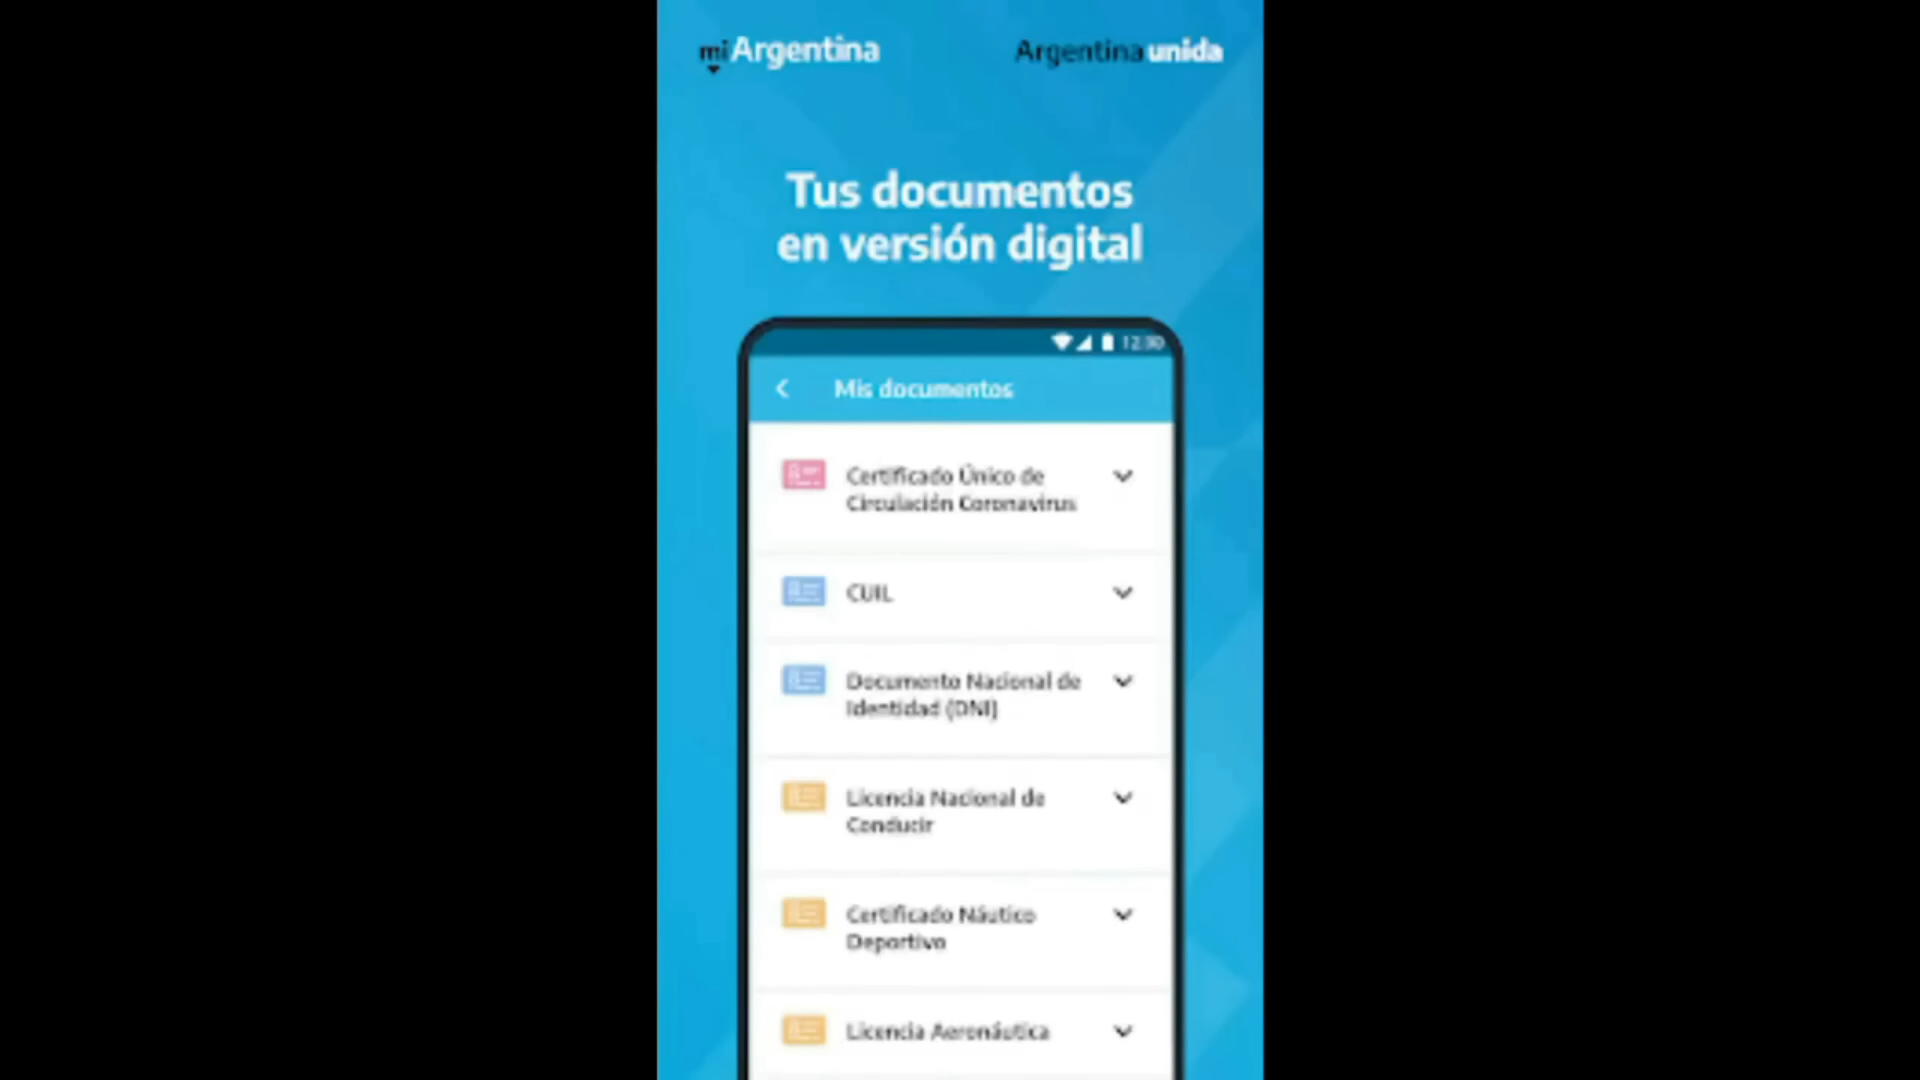 mi Argentina
Argentina unida
Tus documentos
en versión digital
12:30
Mis documentos
Certificado Único de
Circulación Coronavirus
CUIL
Documento Nacional de
Identidad (DNI)
Licencia Nacional de
Conducir
Certificado Náutico
Deportivo
Licencia Aeronáutica